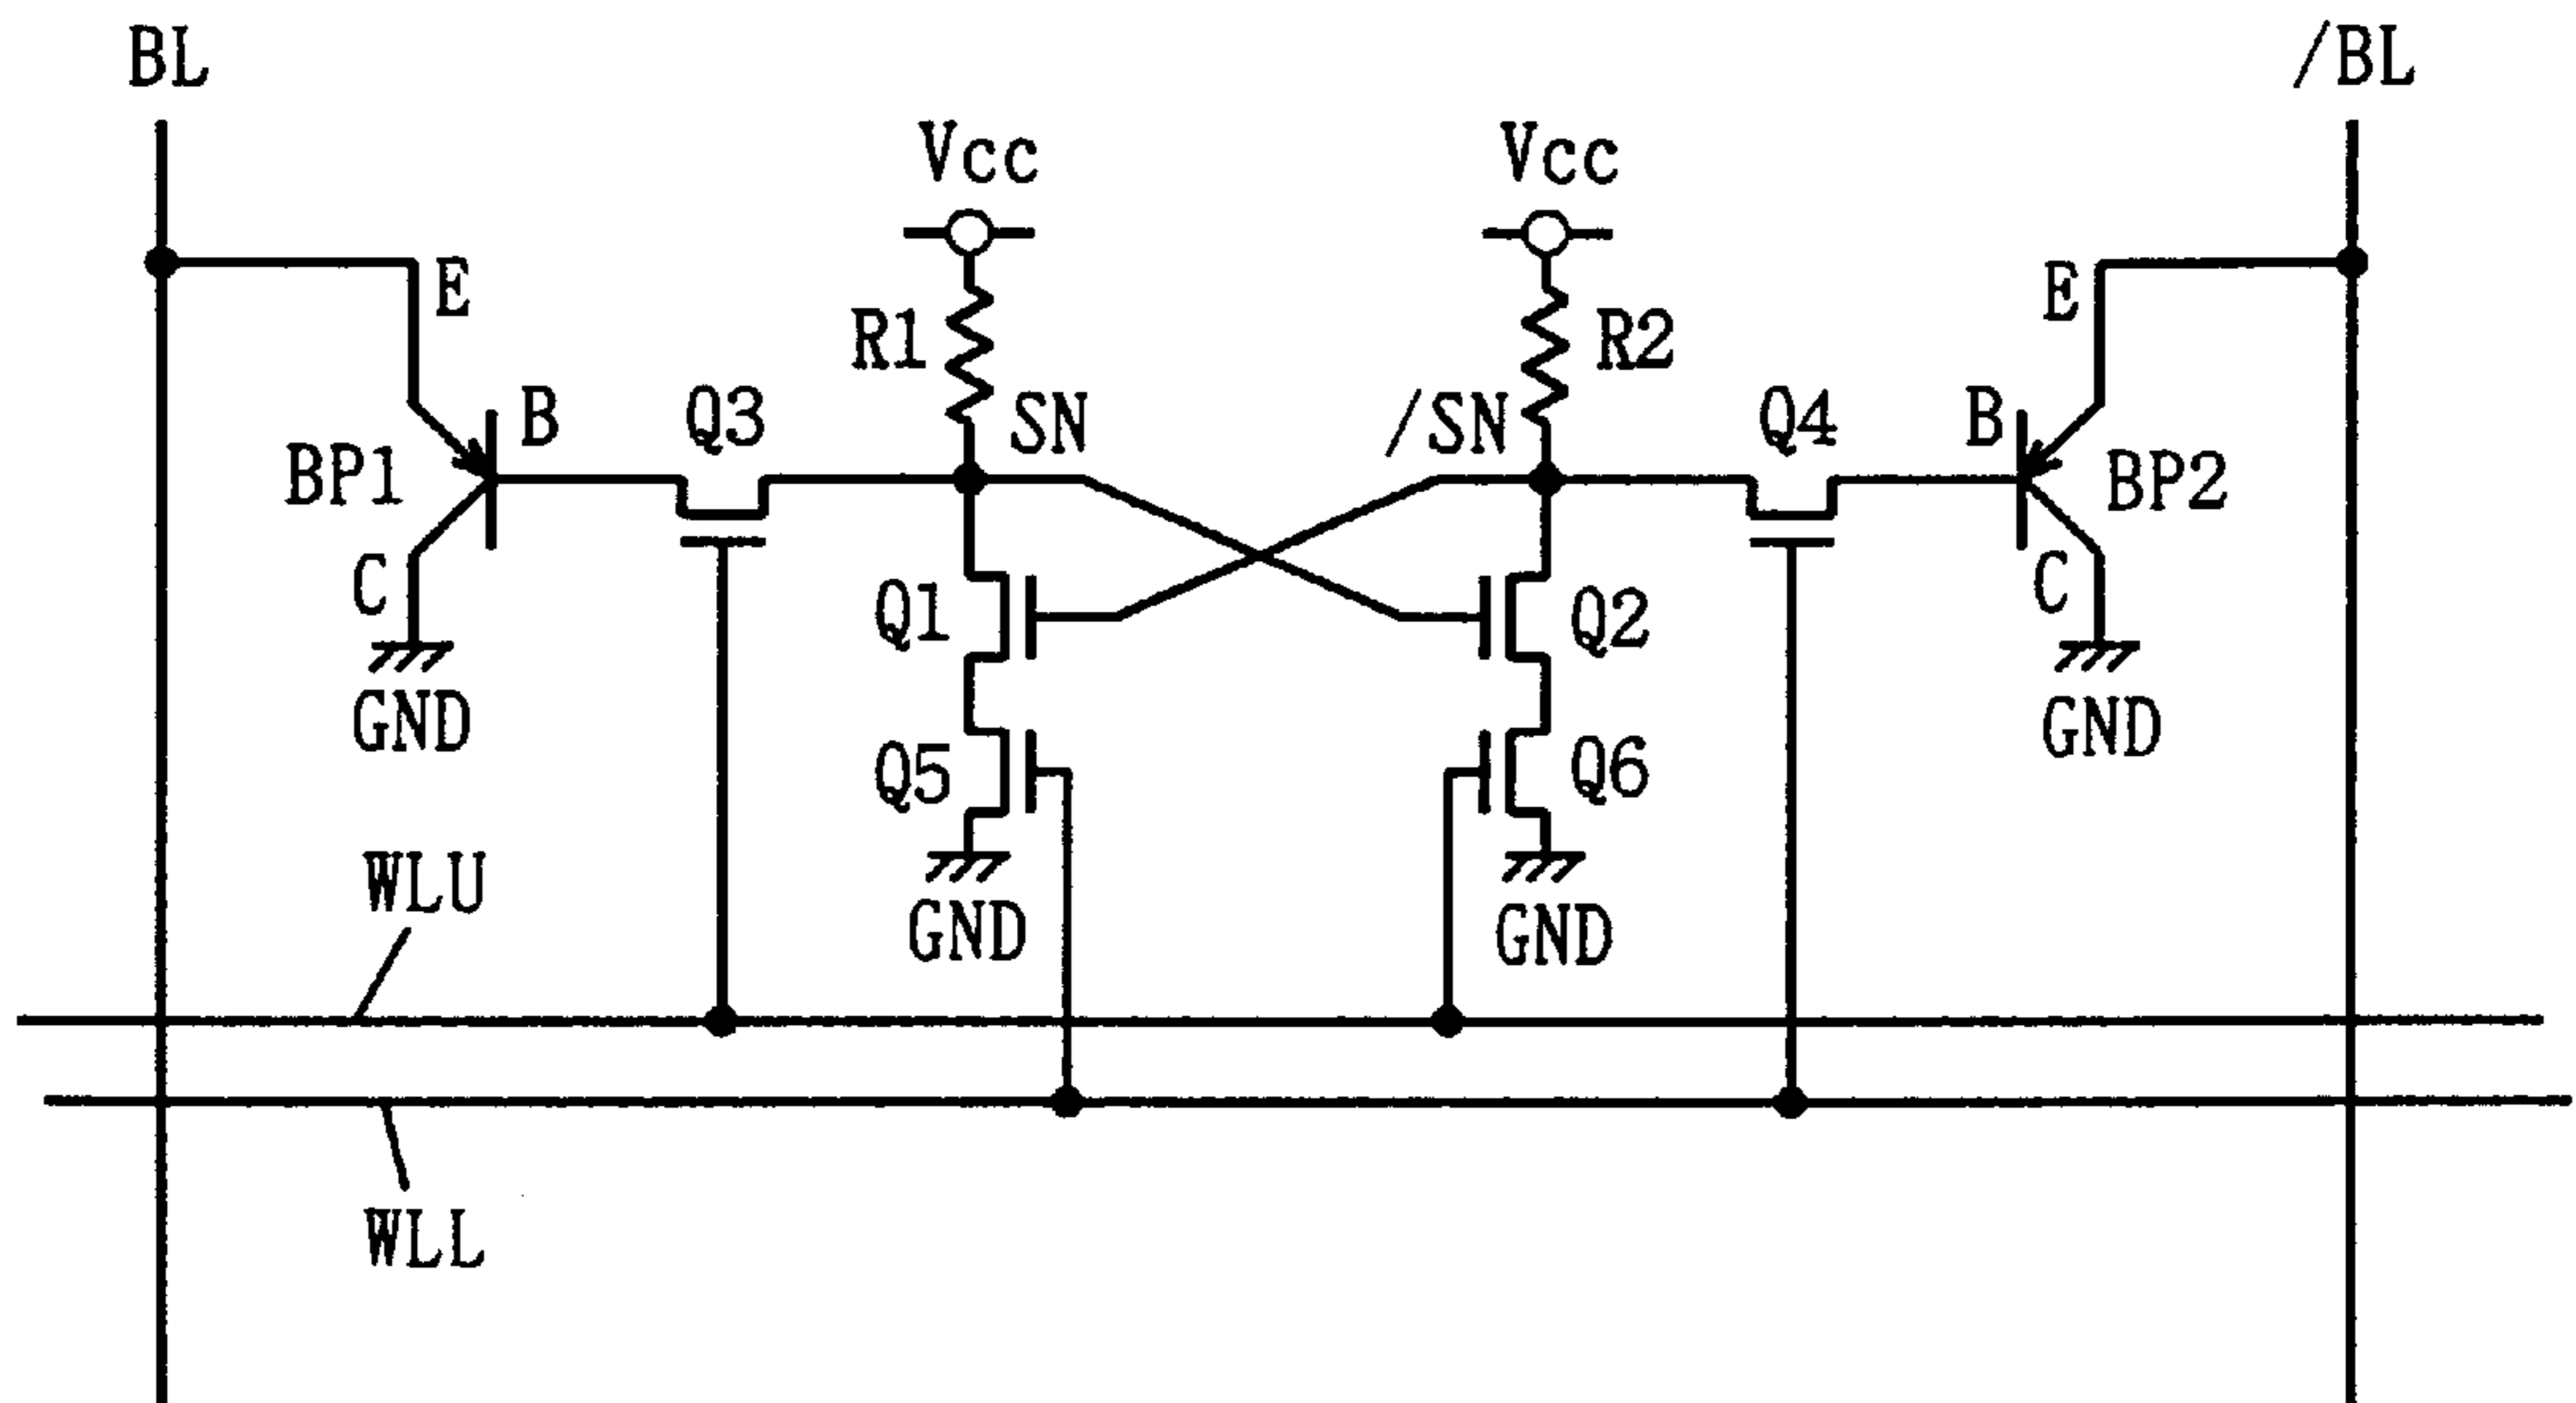 BL
/BL
Vcc
Vcc
E
E
R1
R2
B
Q3
SN
/SN
Q4
B
BP1
BP2
C
Q1
Q2
C
GND
GND
Q5
Q6
WLU
GND
GND
WLL